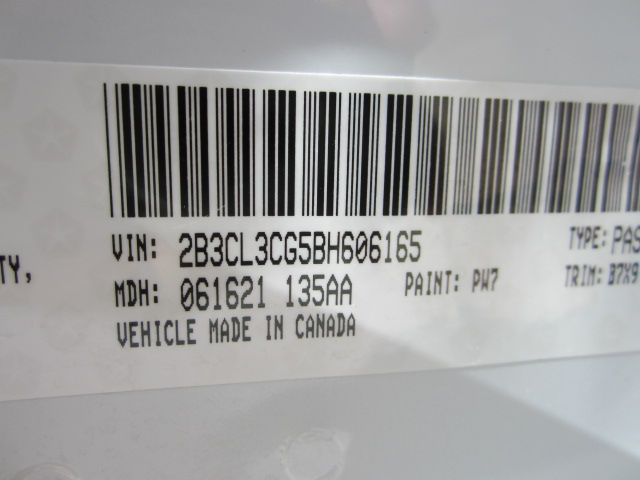 VIN: 2B3CL3CG5BH606165 TYPE: PAS
TY,
MDH: 061621 135AA PAINT: PW7 TRIM: B7X9
VEHICLE MADE IN CANADA